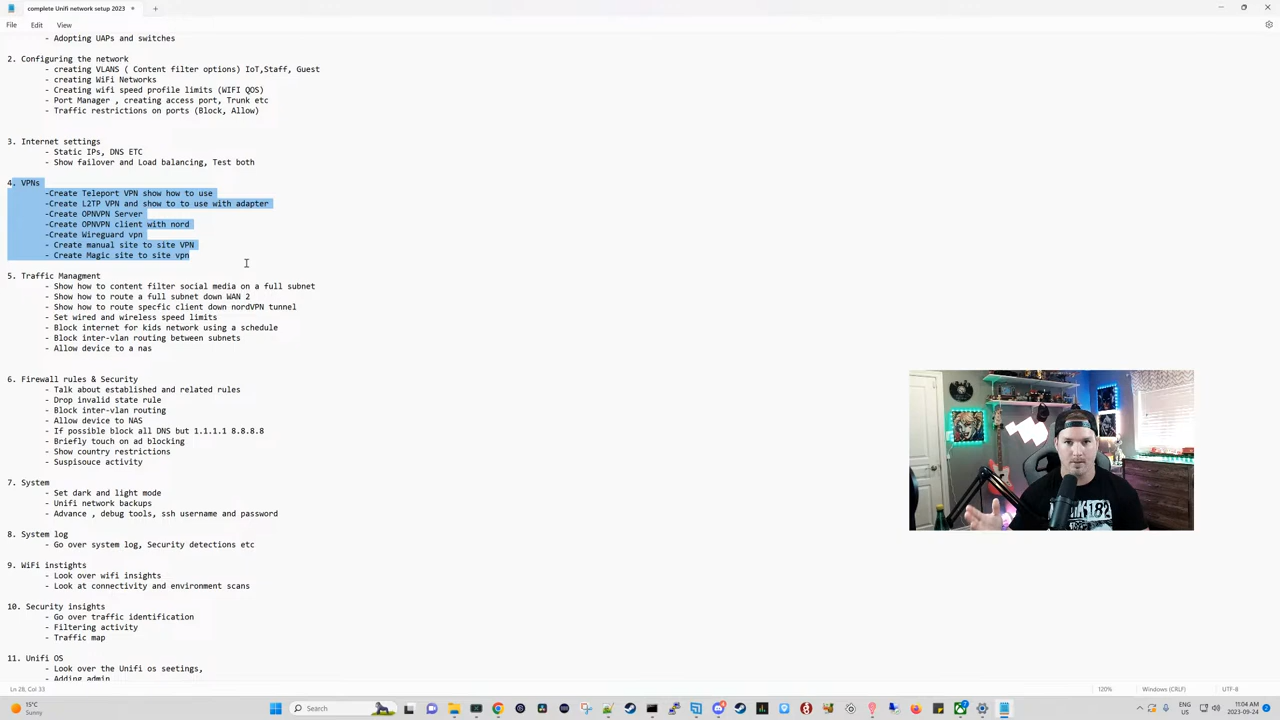 complete Unifi network setup 2023
File Edit View
- Adopting UAPs and switches
2. Configuring the network
- creating VLANS ( Content filter options) IoT,Staff, Guest
- creating WiFi Networks
- Creating wifi speed profile limits (WIFI QOS)
- Port Manager , creating access port, Trunk etc
- Traffic restrictions on ports (Block, Allow)
3. Internet settings
- Static IPs, DNS ETC
- Show failover and Load balancing, Test both
4. VPNs
-Create Teleport VPN show how to use
-Create L2TP VPN and show to to use with adapter
-Create OPNVPN Server
-Create OPNVPN client with nord
-Create Wireguard vpn
- Create manual site to site VPN
- Create Magic site to site vpn
5. Traffic Managment
- Show how to content filter social media on a full subnet
- Show how to route a full subnet down WAN 2
- Show how to route specfic client down nordVPN tunnel
- Set wired and wireless speed limits
- Block internet for kids network using a schedule
- Block inter-vlan routing between subnets
- Allow device to a nas
6. Firewall rules & Security
- Talk about established and related rules
- Drop invalid state rule
- Block inter-vlan routing
- Allow device to NAS
- If possible block all DNS but 1.1.1.1 8.8.8.8
- Briefly touch on ad blocking
- Show country restrictions
- Suspisouce activity
7. System
- Set dark and light mode
- Unifi network backups
- Advance , debug tools, ssh username and password
8. System log
- Go over system log, Security detections etc
9. WiFi instights
- Look over wifi insights
- Look at connectivity and environment scans
10. Security insights
- Go over traffic identification
- Filtering activity
- Traffic map
11. Unifi OS
- Look over the Unifi os seetings,
- Adding admin
Ln 28, Col 33
120%
Windows (CRLF)
UTF-8
15°C
Sunny
Search
ENG
US
11:04 AM
2023-09-24